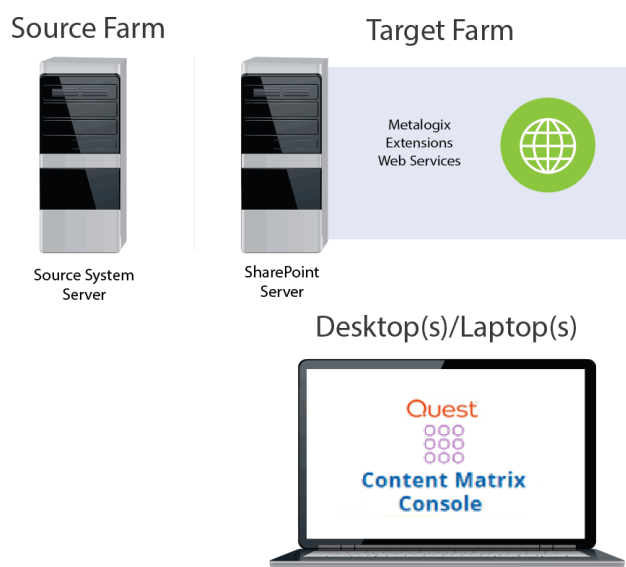 Source Farm
Target Farm
Metalogix
Extensions
Web Services
Source System
Server
SharePoint
Server
Desktop(s)/Laptop(s)
Quest
Content Matrix
Console